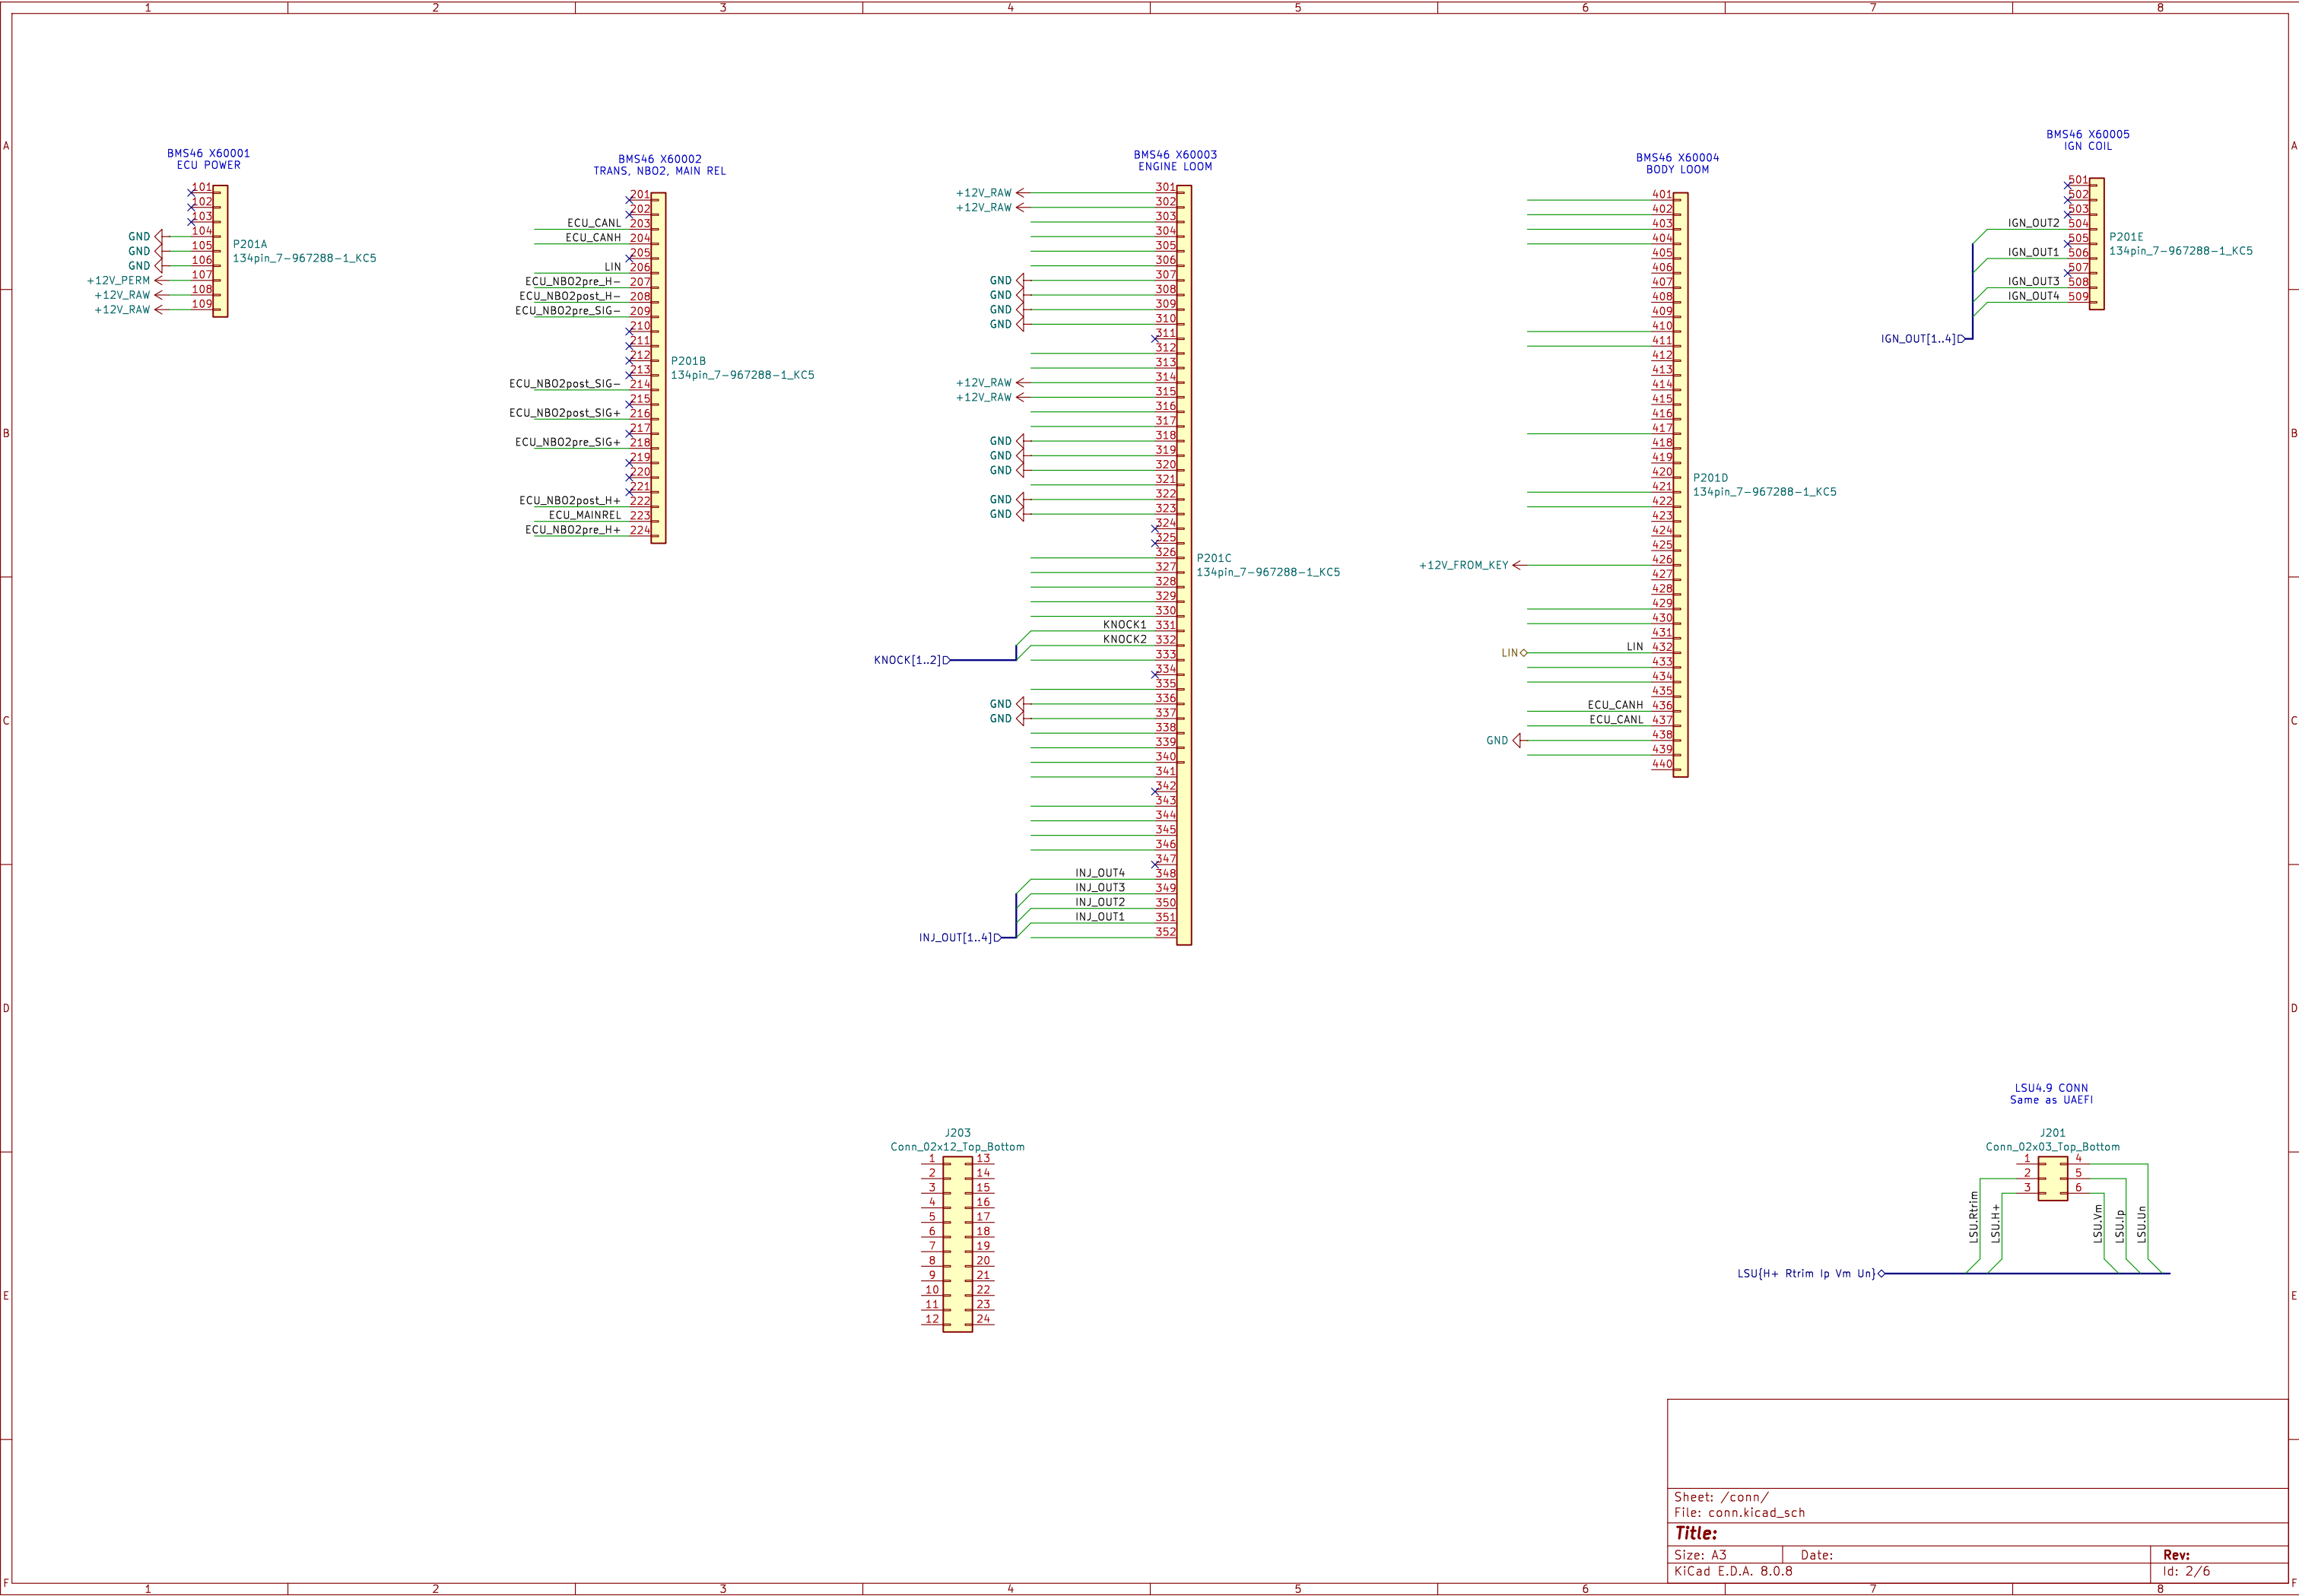 1 2 3 4 5 6 7 8
A
B
C
D
E
F
BMS46 X60001
ECU POWER
101
102
103
GND 104
GND 105
GND 106
+12V_PERM 107
+12V_RAW 108
+12V_RAW 109
P201A
134pin_7-967288-1_KC5
BMS46 X60002
TRANS, NBO2, MAIN REL
201
202
ECU_CANL 203
ECU_CANH 204
205
LIN 206
ECU_NBO2pre_H- 207
ECU_NBO2post_H- 208
ECU_NBO2pre_SIG- 209
210
211
212
213
ECU_NBO2post_SIG- 214
215
ECU_NBO2post_SIG+ 216
217
ECU_NBO2pre_SIG+ 218
219
220
221
ECU_NBO2post_H+ 222
ECU_MAINREL 223
ECU_NBO2pre_H+ 224
P201B
134pin_7-967288-1_KC5
BMS46 X60003
ENGINE LOOM
+12V_RAW 301
+12V_RAW 302
303
304
305
306
GND 307
GND 308
GND 309
GND 310
311
312
313
+12V_RAW 314
+12V_RAW 315
316
317
GND 318
GND 319
GND 320
321
GND 322
GND 323
324
325
326
327
328
329
330
KNOCK1 331
KNOCK2 332
KNOCK[1..2] 333
334
335
GND 336
GND 337
338
339
340
341
342
343
344
345
346
347
INJ_OUT4 348
INJ_OUT3 349
INJ_OUT2 350
INJ_OUT1 351
INJ_OUT[1..4] 352
P201C
134pin_7-967288-1_KC5
BMS46 X60004
BODY LOOM
401
402
403
404
405
406
407
408
409
410
411
412
413
414
415
416
417
418
419
420
421
422
423
424
425
+12V_FROM_KEY 426
427
428
429
430
431
LIN LIN 432
433
434
435
ECU_CANH 436
ECU_CANL 437
GND 438
439
440
P201D
134pin_7-967288-1_KC5
BMS46 X60005
IGN COIL
501
502
503
IGN_OUT2 504
505
IGN_OUT1 506
507
IGN_OUT3 508
IGN_OUT4 509
IGN_OUT[1..4]
P201E
134pin_7-967288-1_KC5
J203
Conn_02x12_Top_Bottom
1 13
2 14
3 15
4 16
5 17
6 18
7 19
8 20
9 21
10 22
11 23
12 24
LSU4.9 CONN
Same as UAEFI
J201
Conn_02x03_Top_Bottom
1 4
2 5
3 6
LSU.Rtrim
LSU.H+
LSU.Vm
LSU.Ip
LSU.Un
LSU{H+ Rtrim Ip Vm Un}
Sheet: /conn/
File: conn.kicad_sch
Title:
Size: A3 Date: Rev:
KiCad E.D.A. 8.0.8 Id: 2/6
A
B
C
D
E
F
1 2 3 4 5 6 7 8